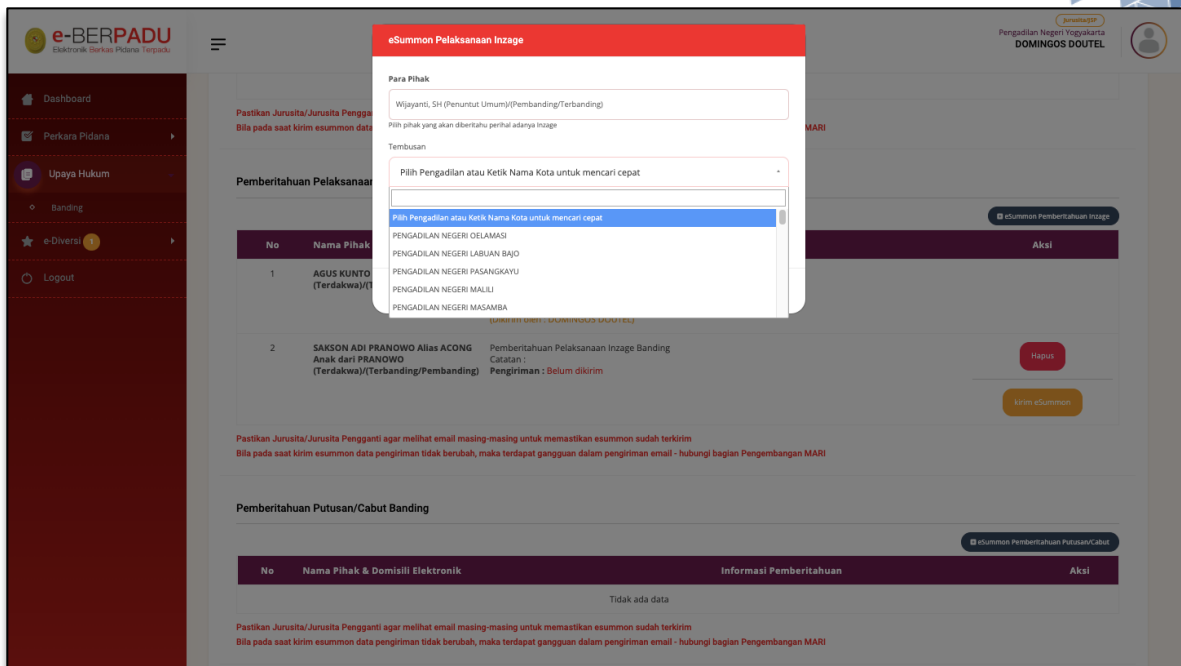 e-BERPADU
Elektronik Berkas Pidana Terpadu
Jurusita/JSP
Pengadilan Negeri Yogyakarta
DOMINGOS DOUTEL
Dashboard
Perkara Pidana
Upaya Hukum
Banding
e-Diversi 1
Logout
eSummon Pelaksanaan Inzage
Para Pihak
Wijayanti, SH (Penuntut Umum)/(Pembanding/Terbanding)
Pilih pihak yang akan diberitahu perihal adanya Inzage
Tembusan
Pilih Pengadilan atau Ketik Nama Kota untuk mencari cepat
Pilih Pengadilan atau Ketik Nama Kota untuk mencari cepat
PENGADILAN NEGERI OELAMASI
PENGADILAN NEGERI LABUAN BAJO
PENGADILAN NEGERI PASANGKAYU
PENGADILAN NEGERI MALILI
PENGADILAN NEGERI MASAMBA
Pastikan Jurusita/Jurusita Pengga
Bila pada saat kirim esummon data MARI
Pemberitahuan Pelaksanaan
eSummon Pemberitahuan Inzage
No Nama Pihak Aksi
1 AGUS KUNTO
(Terdakwa)/(T
(Dikirim oleh : DOMINGOS DOUTEL)
2 SAKSON ADI PRANOWO Alias ACONG Pemberitahuan Pelaksanaan Inzage Banding
Anak dari PRANOWO Catatan : Hapus
(Terdakwa)/(Terbanding/Pembanding) Pengiriman : Belum dikirim
kirim eSummon
Pastikan Jurusita/Jurusita Pengganti agar melihat email masing-masing untuk memastikan esummon sudah terkirim
Bila pada saat kirim esummon data pengiriman tidak berubah, maka terdapat gangguan dalam pengiriman email - hubungi bagian Pengembangan MARI
Pemberitahuan Putusan/Cabut Banding
eSummon Pemberitahuan Putusan/Cabut
No Nama Pihak & Domisili Elektronik Informasi Pemberitahuan Aksi
Tidak ada data
Pastikan Jurusita/Jurusita Pengganti agar melihat email masing-masing untuk memastikan esummon sudah terkirim
Bila pada saat kirim esummon data pengiriman tidak berubah, maka terdapat gangguan dalam pengiriman email - hubungi bagian Pengembangan MARI